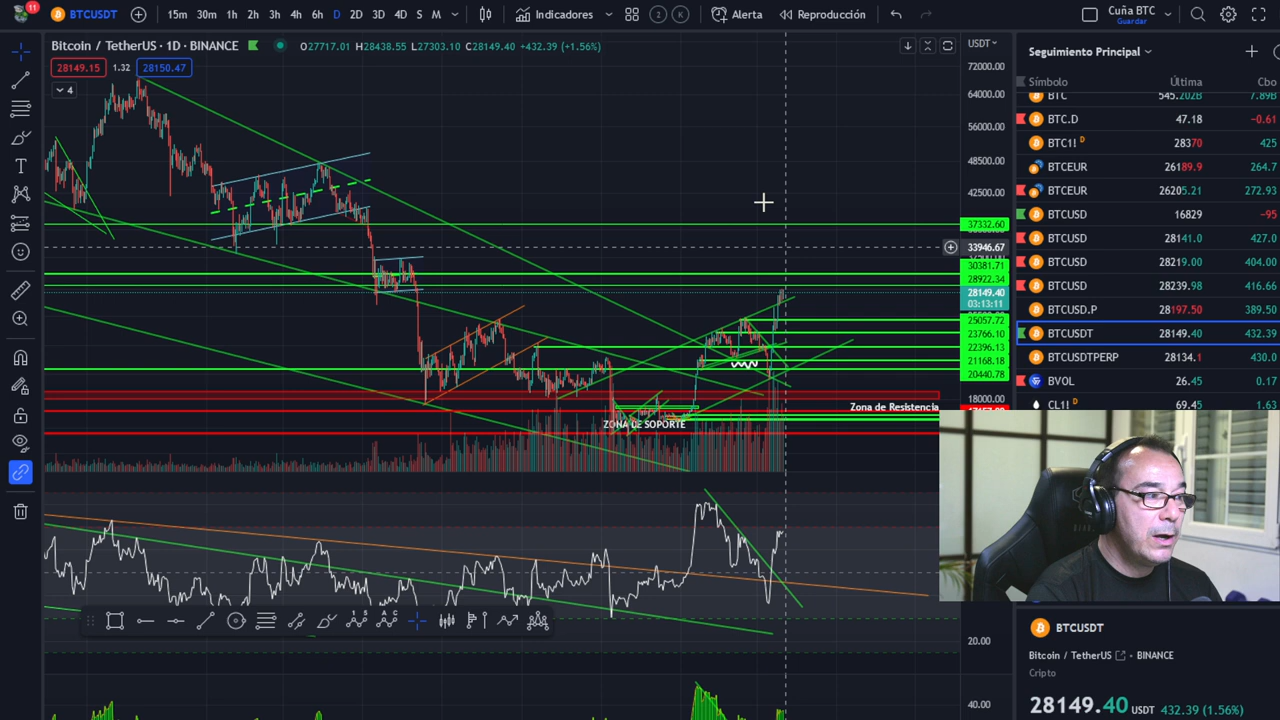 11
BTCUSDT
15m 30m 1h 2h 3h 4h 6h D 2D 3D 4D S M
Indicadores
2 K
Alerta
Reproducción
Cuña BTC
Guardar
Bitcoin / TetherUS · 1D · BINANCE
O27717.01 H28438.55 L27303.10 C28149.40 +432.39 (+1.56%)
28149.15 1.32 28150.47
4
USDT
72000.00
64000.00
56000.00
48500.00
42500.00
37332.60
33946.67
30381.71
28922.34
28149.40
03:13:11
25057.72
23766.10
22396.13
21168.18
20440.78
18000.00
Zona de Resistencia
ZONA DE SOPORTE
20.00
40.00
Seguimiento Principal
Símbolo Última Cbo
BTC 545.202B 7.89B
BTC.D 47.18 −0.61
BTC1! D 28370 425
BTCEUR 26189.9 264.7
BTCEUR 26205.21 272.93
BTCUSD 16829 −95
BTCUSD 28141.0 427.0
BTCUSD 28219.00 404.00
BTCUSD 28239.98 416.66
BTCUSD.P 28197.50 389.50
BTCUSDT 28149.40 432.39
BTCUSDTPERP 28134.1 430.0
BVOL 26.45 0.17
CL1! D 69.45 1.63
BTCUSDT
Bitcoin / TetherUS • BINANCE
Cripto
28149.40 USDT 432.39 (1.56%)